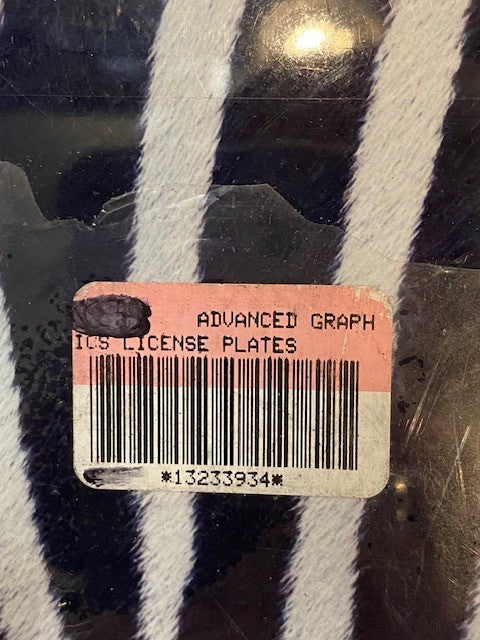 ADVANCED GRAPH
ICS LICENSE PLATES
*13233934*